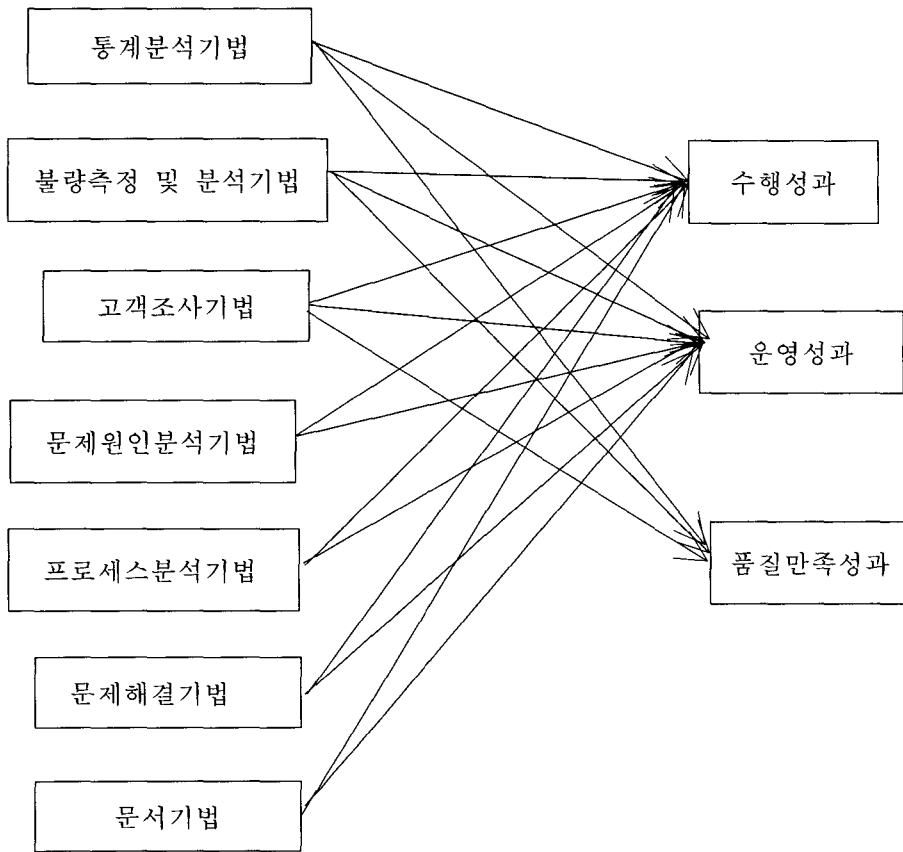 통계분석기법
불량측정 및 분석기법
고객조사기법
문제원인분석기법
프로세스분석기법
문제해결기법
문서기법
수행성과
운영성과
품질만족성과